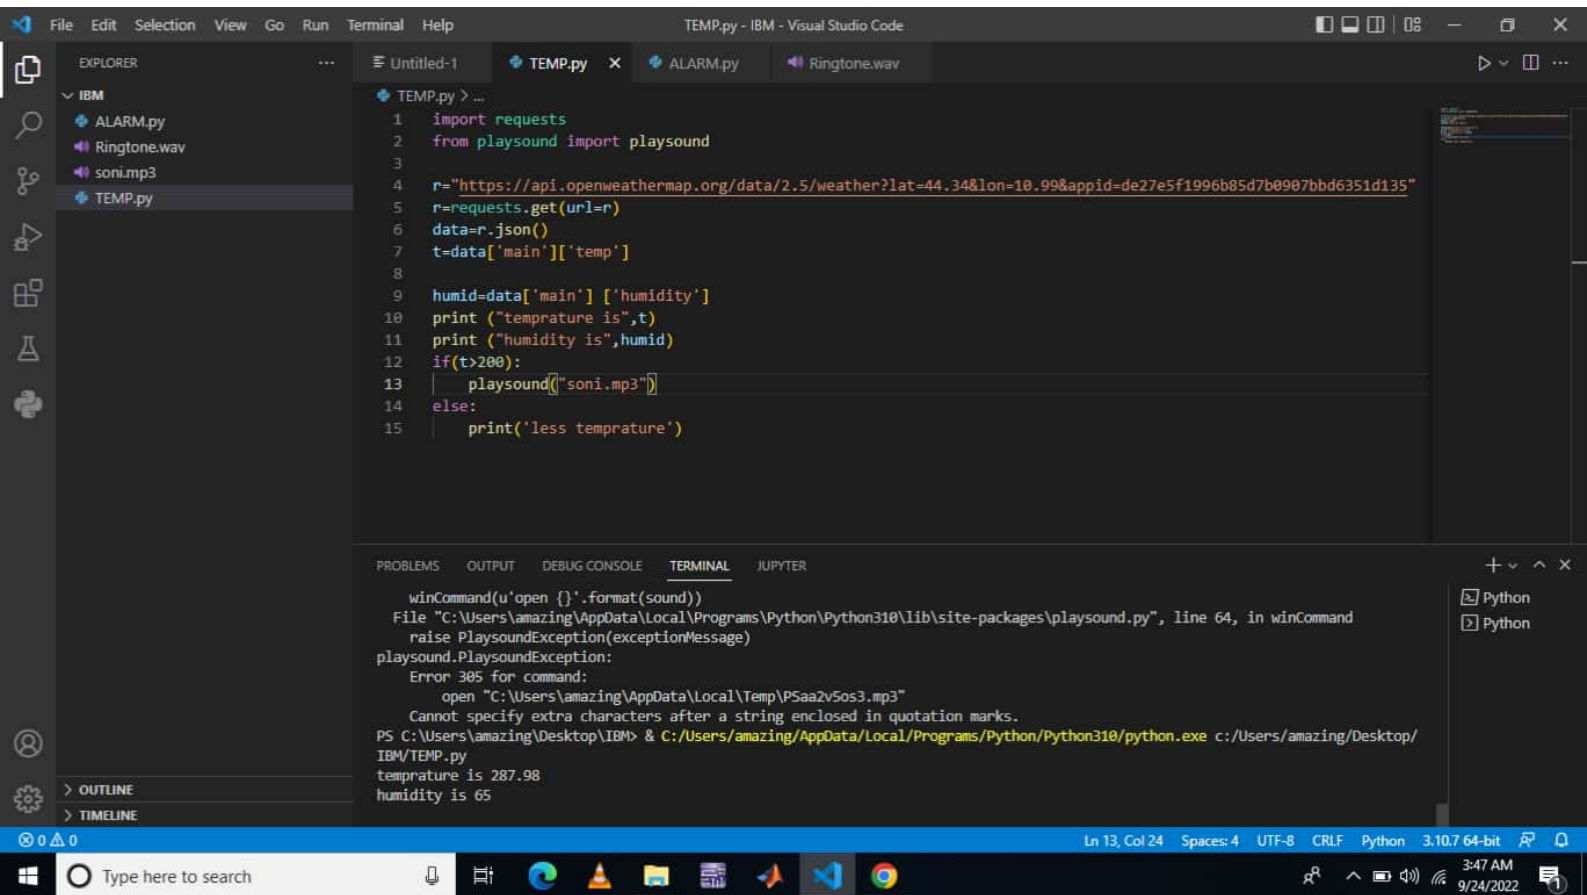 File Edit Selection View Go Run Terminal Help
TEMP.py - IBM - Visual Studio Code
EXPLORER
IBM
ALARM.py
Ringtone.wav
soni.mp3
TEMP.py
OUTLINE
TIMELINE
Untitled-1 TEMP.py ALARM.py Ringtone.wav
TEMP.py > ...
1 import requests
2 from playsound import playsound
3
4 r="https://api.openweathermap.org/data/2.5/weather?lat=44.34&lon=10.99&appid=de27e5f1996b85d7b0907bbd6351d135"
5 r=requests.get(url=r)
6 data=r.json()
7 t=data['main']['temp']
8
9 humid=data['main'] ['humidity']
10 print ("temprature is",t)
11 print ("humidity is",humid)
12 if(t>200):
13 playsound("soni.mp3")
14 else:
15 print('less temprature')
PROBLEMS OUTPUT DEBUG CONSOLE TERMINAL JUPYTER
winCommand(u'open {}'.format(sound))
File "C:\Users\amazing\AppData\Local\Programs\Python\Python310\lib\site-packages\playsound.py", line 64, in winCommand
raise PlaysoundException(exceptionMessage)
playsound.PlaysoundException:
Error 305 for command:
open "C:\Users\amazing\AppData\Local\Temp\PSaa2v5os3.mp3"
Cannot specify extra characters after a string enclosed in quotation marks.
PS C:\Users\amazing\Desktop\IBM> & C:/Users/amazing/AppData/Local/Programs/Python/Python310/python.exe c:/Users/amazing/Desktop/
IBM/TEMP.py
temprature is 287.98
humidity is 65
Python
Python
0 0
Ln 13, Col 24 Spaces: 4 UTF-8 CRLF Python 3.10.7 64-bit
Type here to search
3:47 AM
9/24/2022
1